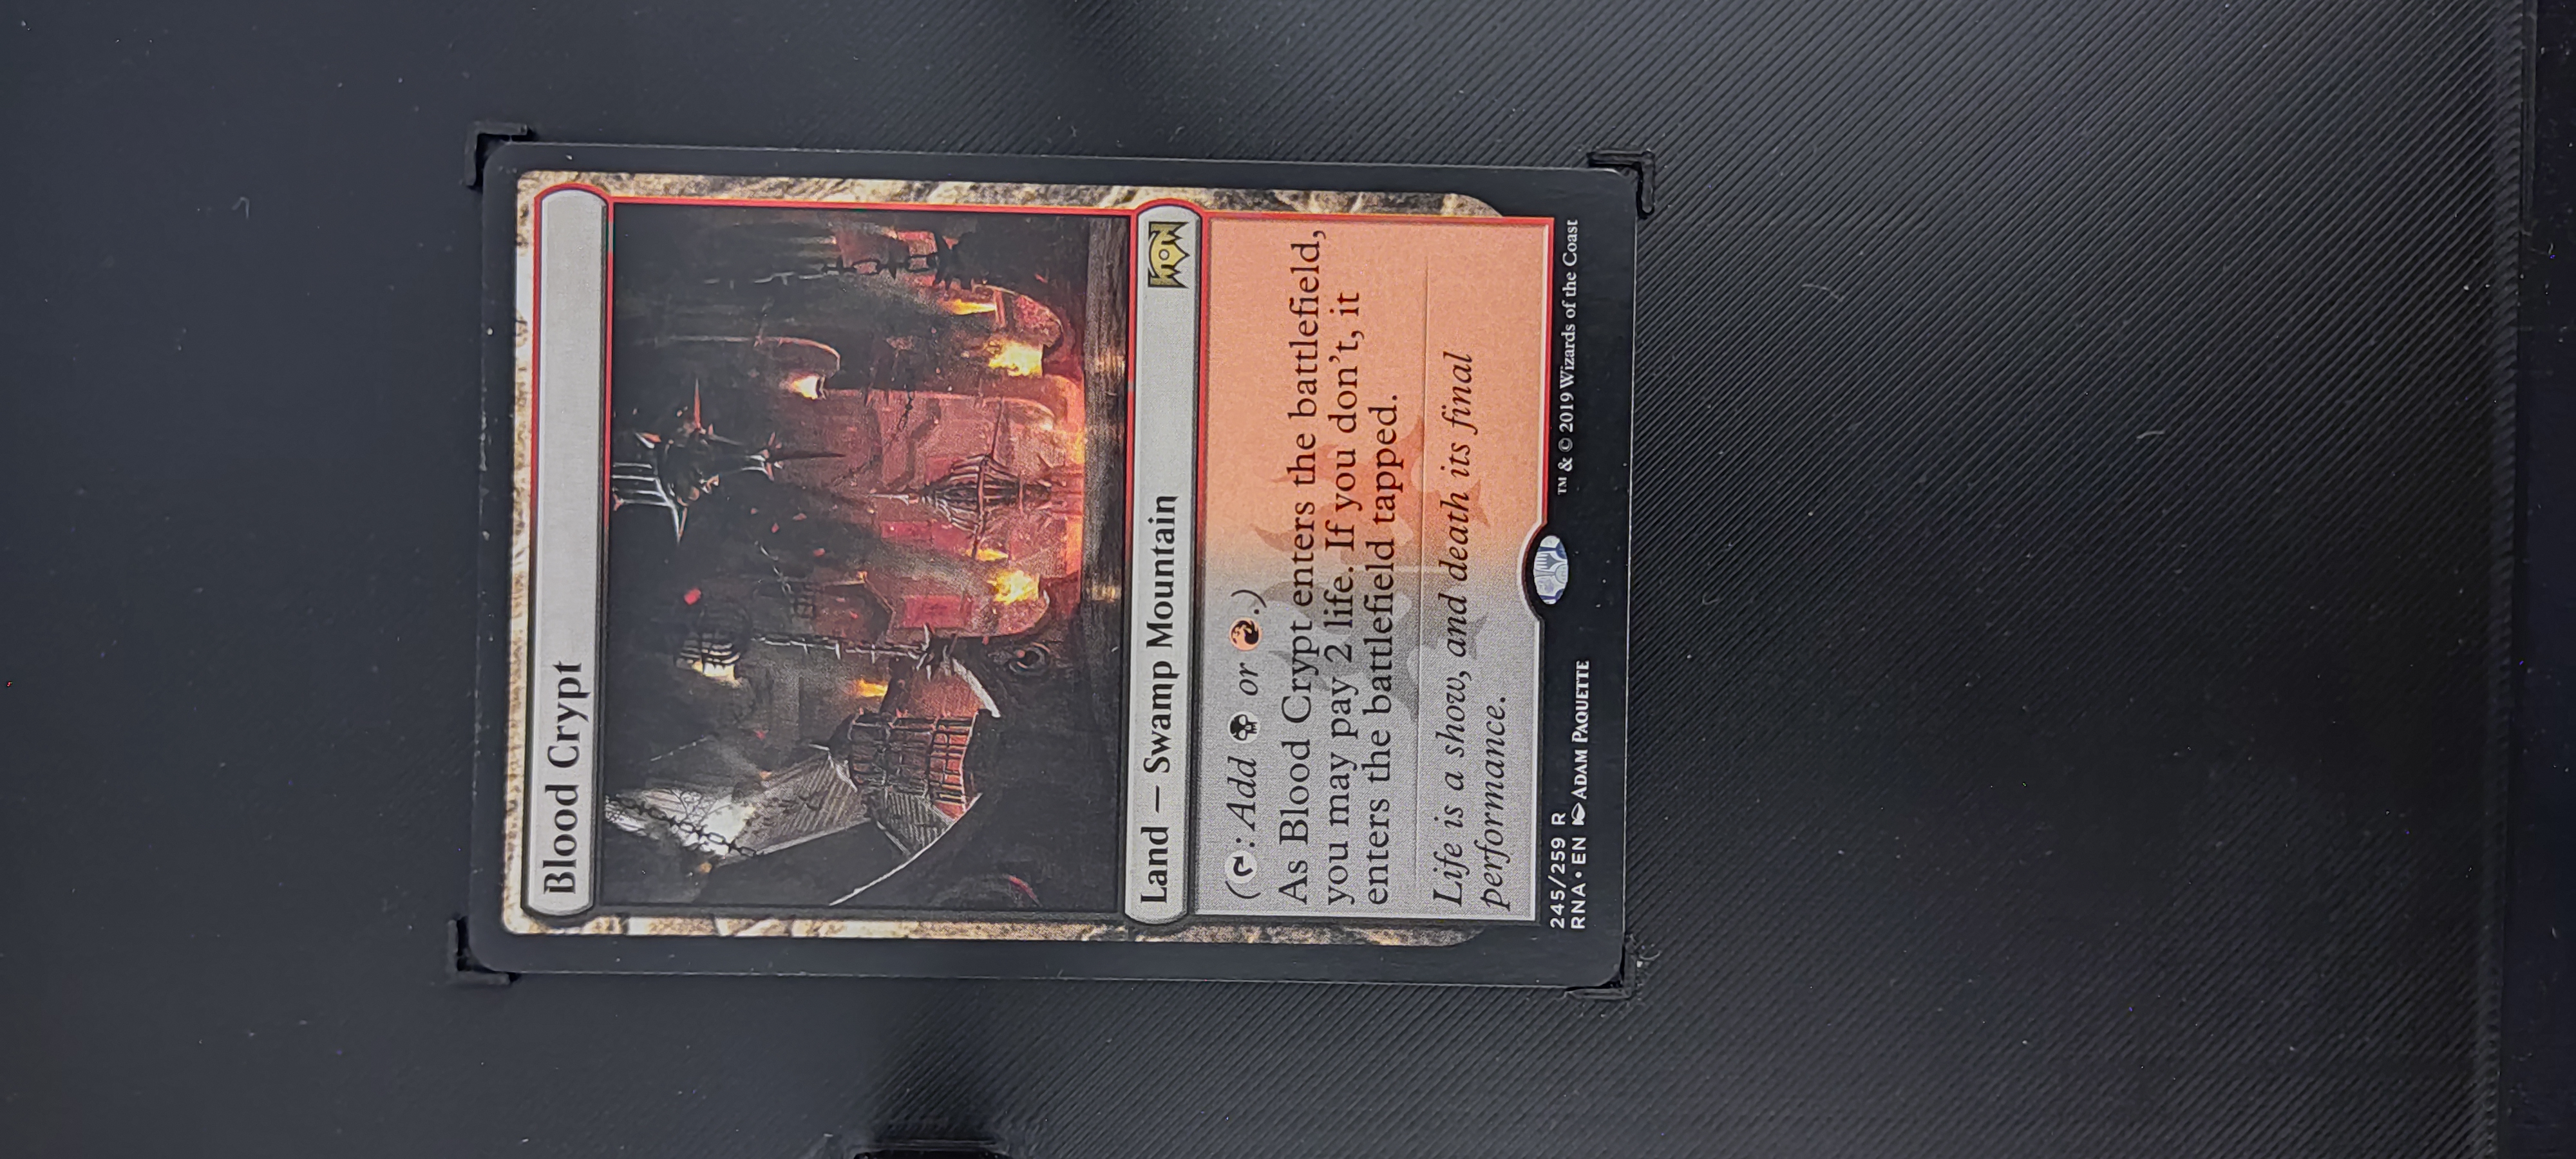 Blood Crypt
Land — Swamp Mountain
(: Add or .)
As Blood Crypt enters the battlefield,
you may pay 2 life. If you don't, it
enters the battlefield tapped.
Life is a show, and death its final
performance.
245/259 R
RNA • EN ADAM PAQUETTE
™ & © 2019 Wizards of the Coast